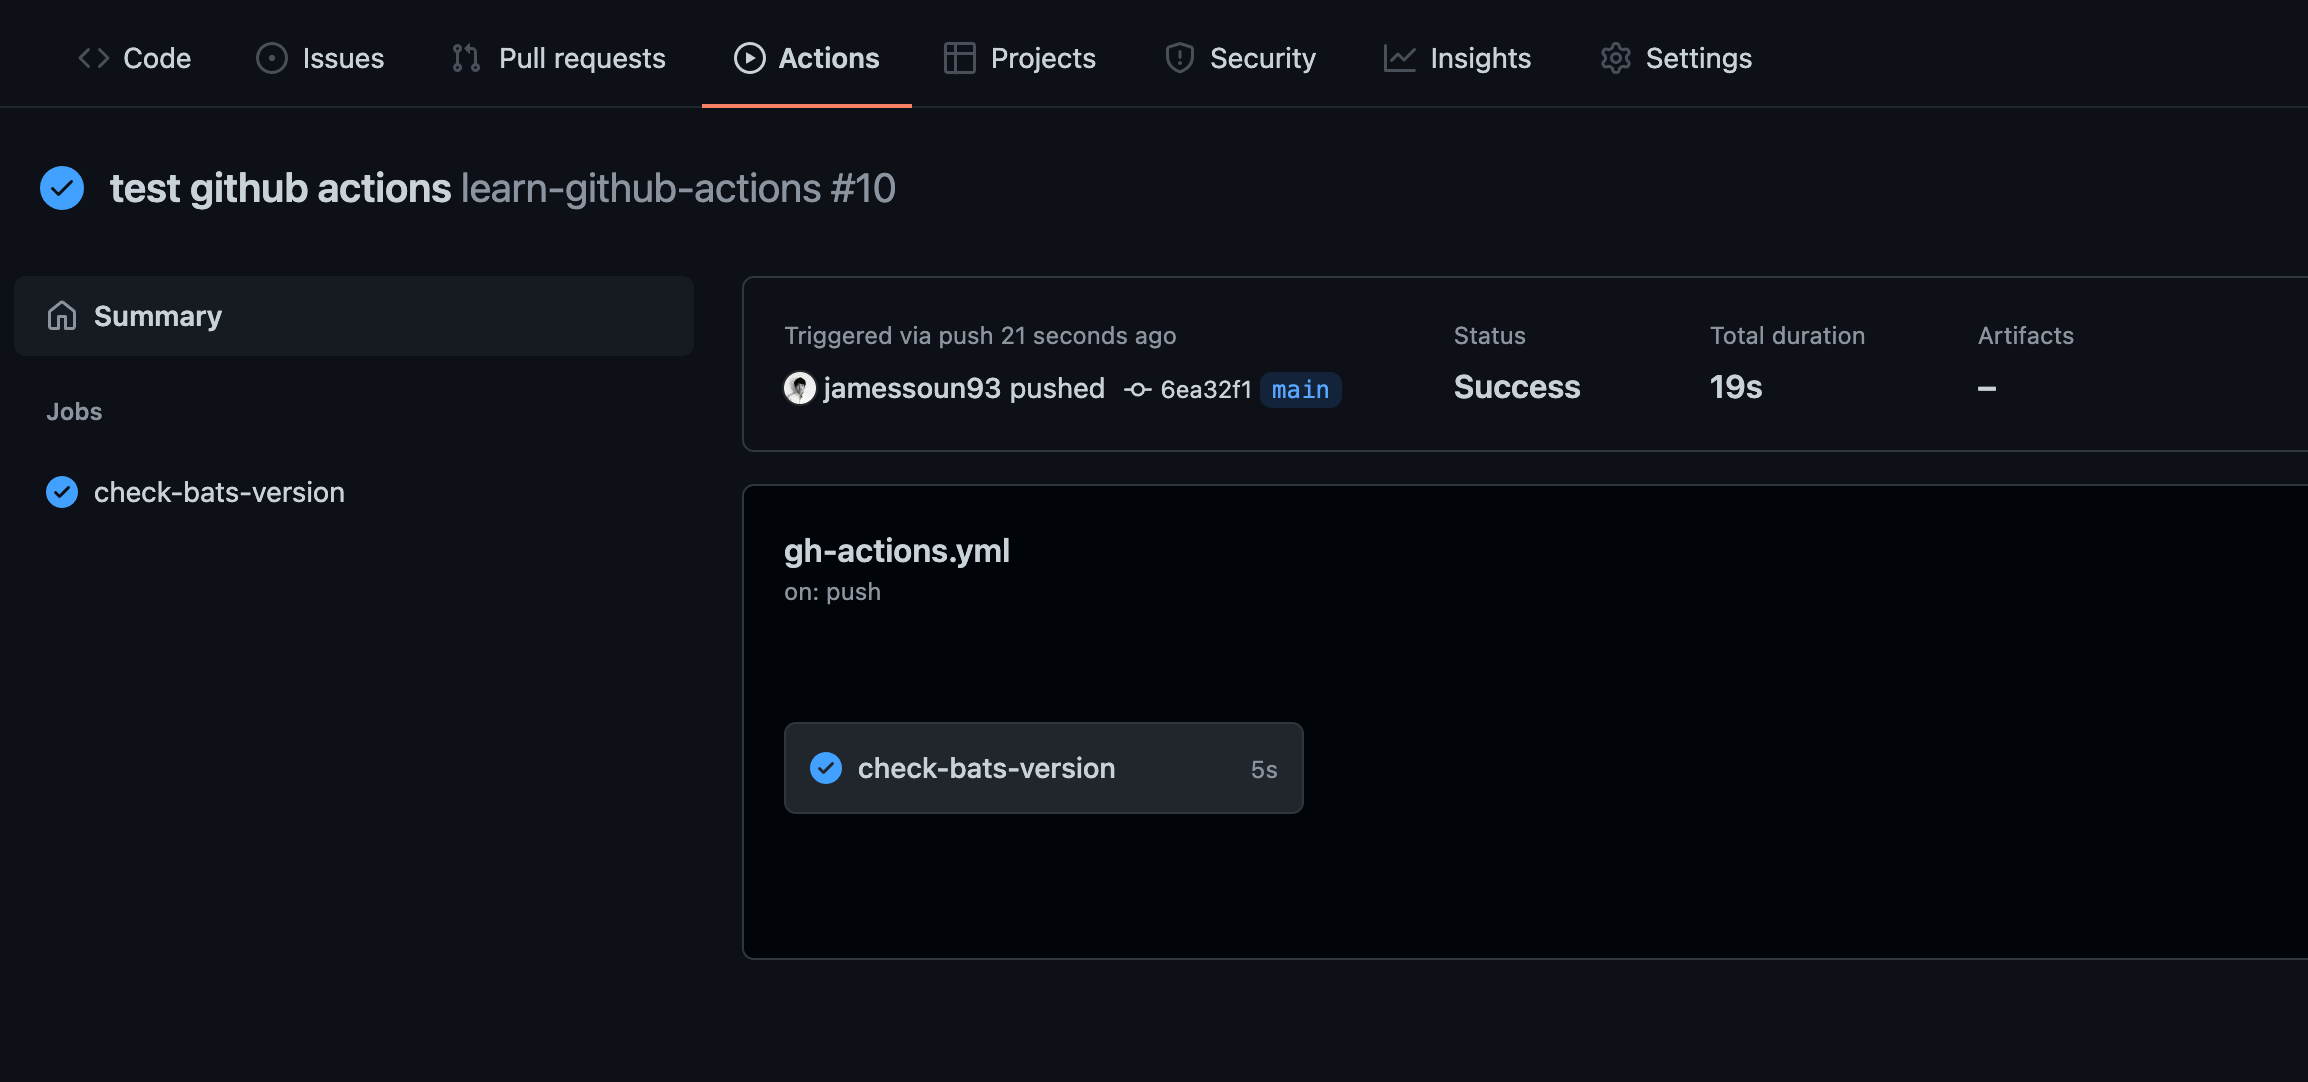 Code Issues Pull requests Actions Projects Security Insights Settings
test github actions learn-github-actions #10
Summary
Jobs
check-bats-version
Triggered via push 21 seconds ago
jamessoun93 pushed 6ea32f1 main
Status
Success
Total duration
19s
Artifacts
–
gh-actions.yml
on: push
check-bats-version 5s